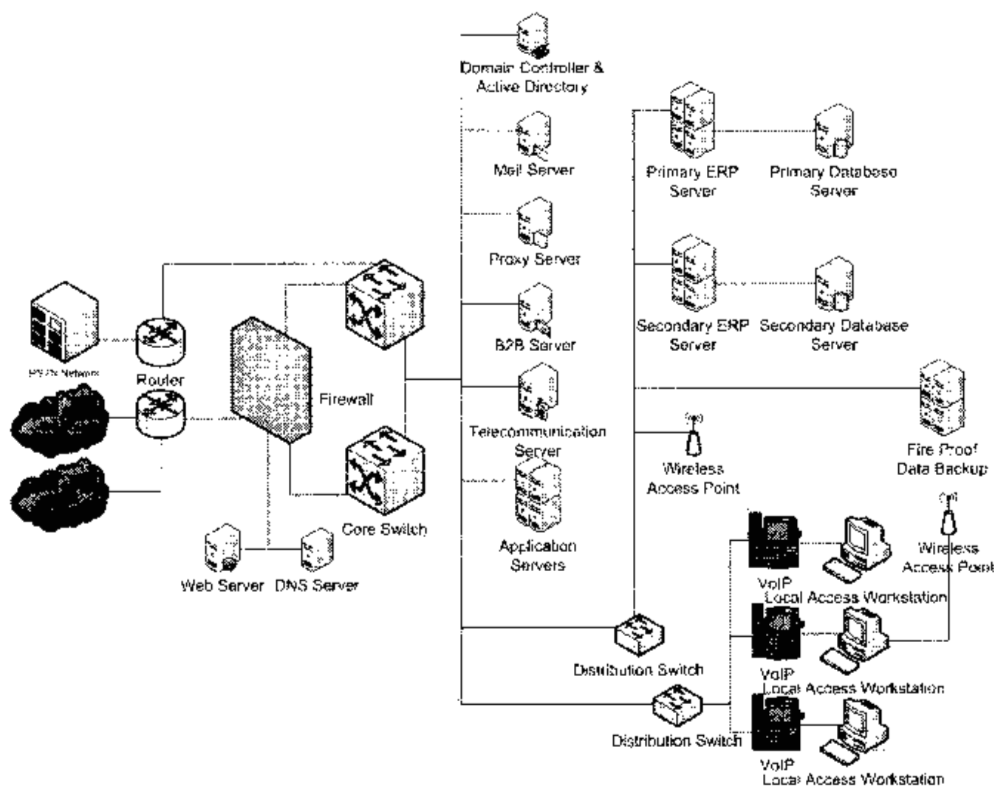 Domain Controller &
Active Directory
Mail Server
Primary ERP
Server
Primary Database
Server
Proxy Server
Secondary ERP
Server
Secondary Database
Server
B2B Server
Network
Router
Firewall
Telecommunication
Server
Wireless
Access Point
Fire Proof
Data Backup
Core Switch
Application
Servers
Web Server
DNS Server
Wireless
Access Point
VoIP
Local Access Workstation
Distribution Switch
VoIP
Local Access Workstation
Distribution Switch
VoIP
Local Access Workstation